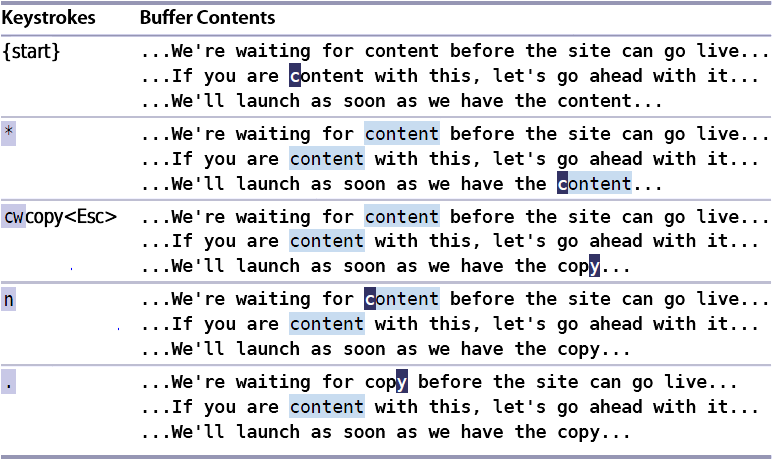 Keystrokes Buffer Contents
{start} ...We're waiting for content before the site can go live...
...If you are content with this, let's go ahead with it...
...We'll launch as soon as we have the content...
* ...We're waiting for content before the site can go live...
...If you are content with this, let's go ahead with it...
...We'll launch as soon as we have the content...
cwcopy<Esc> ...We're waiting for content before the site can go live...
...If you are content with this, let's go ahead with it...
...We'll launch as soon as we have the copy...
n ...We're waiting for content before the site can go live...
...If you are content with this, let's go ahead with it...
...We'll launch as soon as we have the copy...
. ...We're waiting for copy before the site can go live...
...If you are content with this, let's go ahead with it...
...We'll launch as soon as we have the copy...